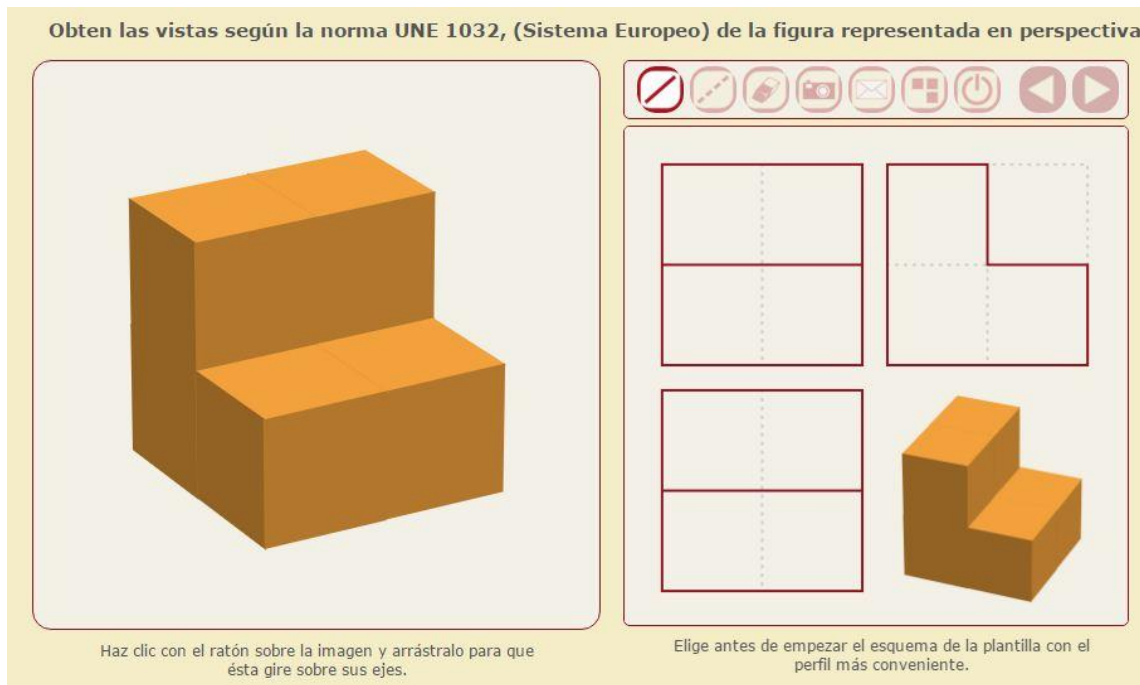 Obten las vistas según la norma UNE 1032, (Sistema Europeo) de la figura representada en perspectiva
Haz clic con el ratón sobre la imagen y arrástralo para que
ésta gire sobre sus ejes.
Elige antes de empezar el esquema de la plantilla con el
perfil más conveniente.